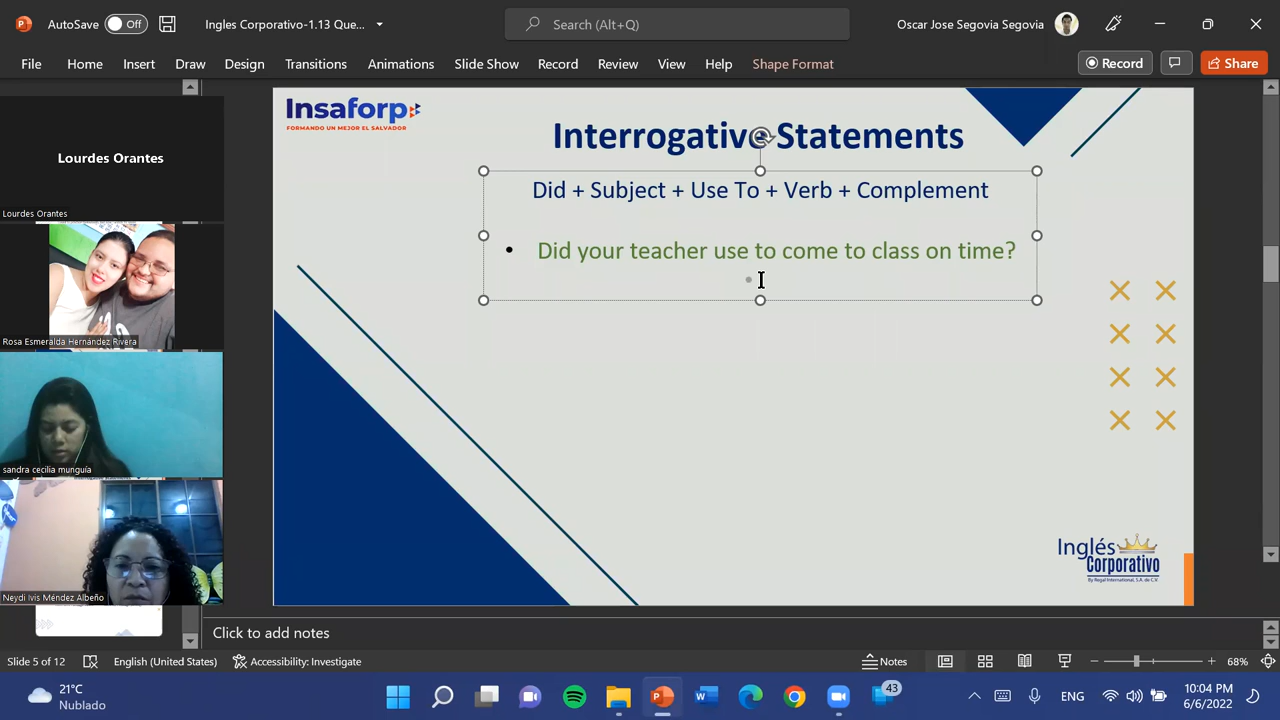 AutoSave Off Ingles Corporativo-1.13 Que... Search (Alt+Q) Oscar Jose Segovia Segovia
File Home Insert Draw Design Transitions Animations Slide Show Record Review View Help Shape Format Record Share
Lourdes Orantes
Lourdes Orantes
Rosa Esmeralda Hernández Rivera
sandra cecilia munguía
Neydi Ivis Méndez Albeño
Insaforp
FORMANDO UN MEJOR EL SALVADOR
Interrogative Statements
Did + Subject + Use To + Verb + Complement
• Did your teacher use to come to class on time?
•
Inglés
Corporativo
By Regal International, S.A. de C.V
Click to add notes
Slide 5 of 12 English (United States) Accessibility: Investigate Notes 68%
21°C
Nublado
43
ENG
10:04 PM
6/6/2022